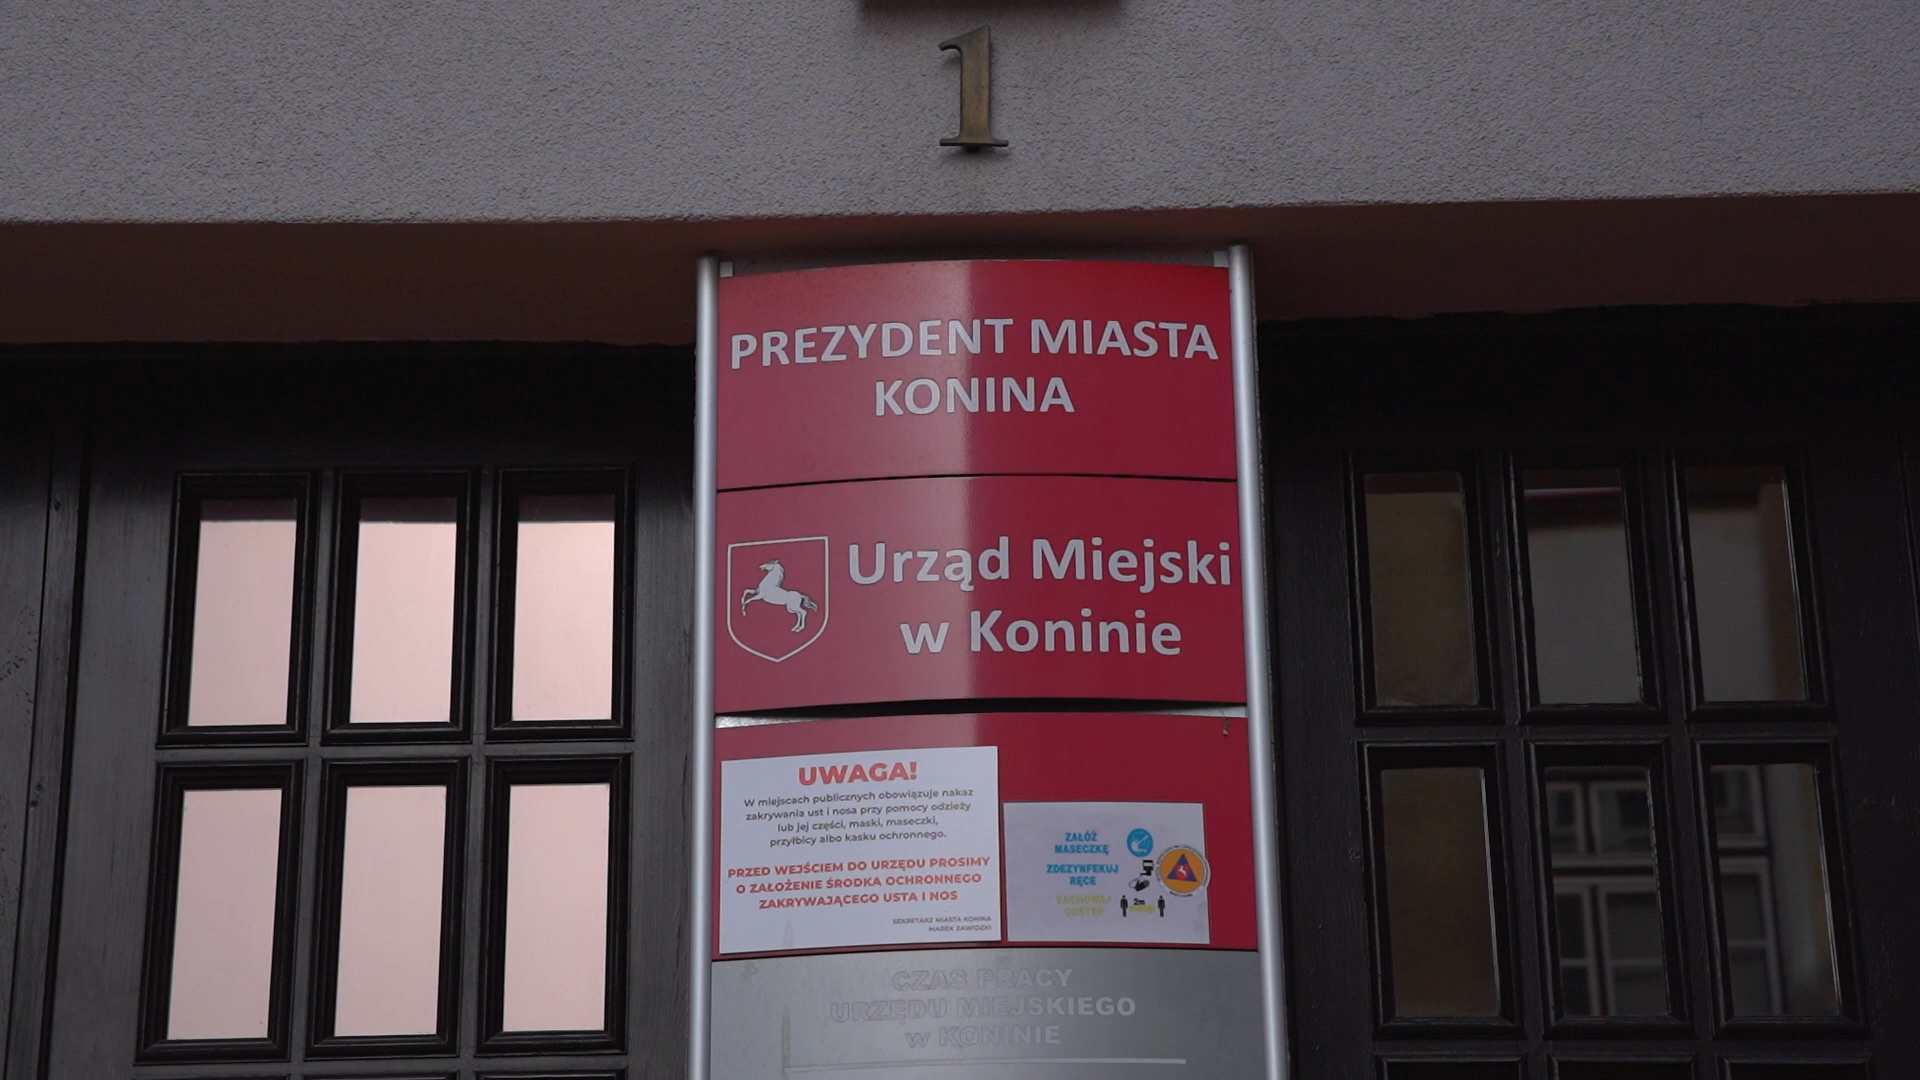 1
PREZYDENT MIASTA
KONINA
Urząd Miejski
w Koninie
UWAGA!
W miejscach publicznych obowiązuje nakaz
zakrywania ust i nosa przy pomocy odzieży
lub jej części, maski, maseczki,
przyłbicy albo kasku ochronnego.
PRZED WEJŚCIEM DO URZĘDU PROSIMY
O ZAŁOŻENIE ŚRODKA OCHRONNEGO
ZAKRYWAJĄCEGO USTA I NOS
SEKRETARZ MIASTA KONINA
MAREK ZAWIDZKI
ZAŁÓŻ
MASECZKĘ
ZDEZYNFEKUJ
RĘCE
ZACHOWAJ
ODSTĘP
2m
CZAS PRACY
URZĘDU MIEJSKIEGO
w KONINIE